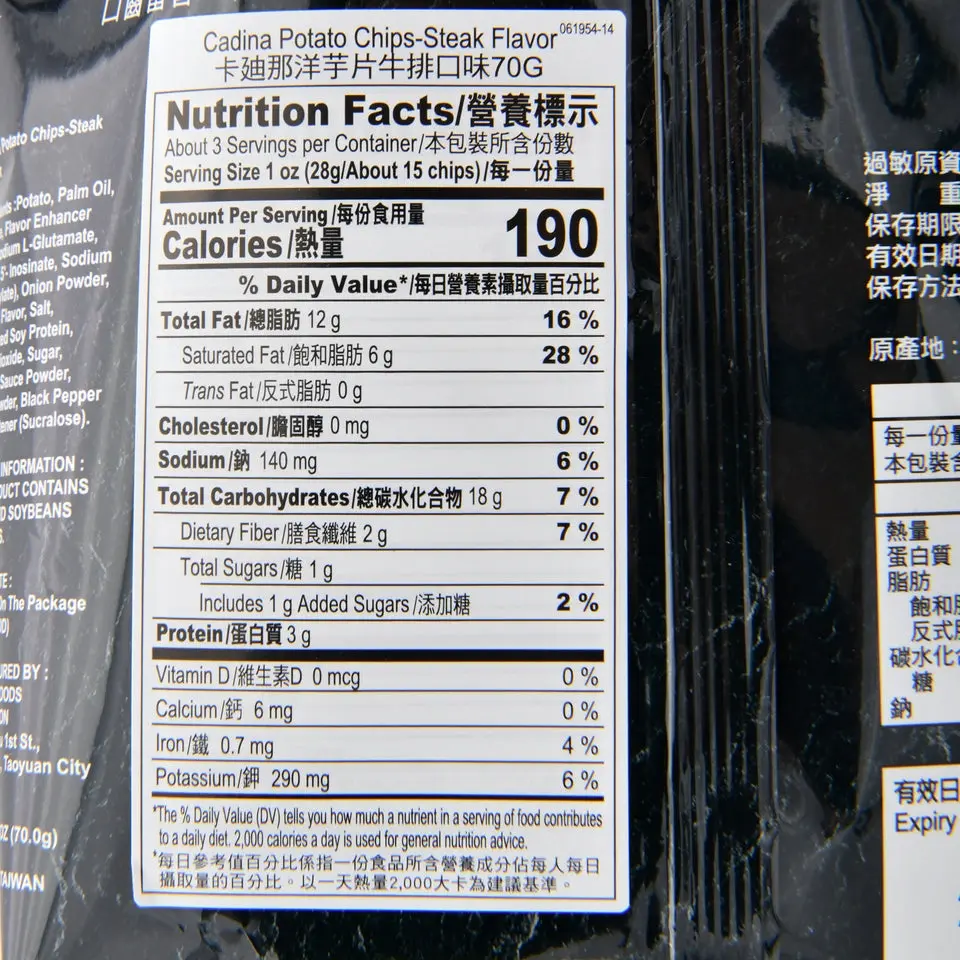 Cadina Potato Chips-Steak Flavor 061954-14
卡廸那洋芋片牛排口味70G
Nutrition Facts/營養標示
About 3 Servings per Container/本包裝所含份數
Serving Size 1 oz (28g/About 15 chips)/每一份量
Amount Per Serving/每份食用量
Calories/熱量 190
% Daily Value*/每日營養素攝取量百分比
Total Fat/總脂肪 12 g 16 %
Saturated Fat/飽和脂肪 6 g 28 %
Trans Fat/反式脂肪 0 g
Cholesterol/膽固醇 0 mg 0 %
Sodium/鈉 140 mg 6 %
Total Carbohydrates/總碳水化合物 18 g 7 %
Dietary Fiber/膳食纖維 2 g 7 %
Total Sugars/糖 1 g
Includes 1 g Added Sugars/添加糖 2 %
Protein/蛋白質 3 g
Vitamin D/維生素D 0 mcg 0 %
Calcium/鈣 6 mg 0 %
Iron/鐵 0.7 mg 4 %
Potassium/鉀 290 mg 6 %
*The % Daily Value (DV) tells you how much a nutrient in a serving of food contributes
to a daily diet. 2,000 calories a day is used for general nutrition advice.
*每日參考值百分比係指一份食品所含營養成分佔每人每日
攝取量的百分比。以一天熱量2,000大卡為建議基準。
Potato Chips-Steak
:Potato, Palm Oil,
Flavor Enhancer
L-Glutamate,
Inosinate, Sodium
Onion Powder,
Flavor, Salt,
Soy Protein,
Sugar,
Sauce Powder,
Black Pepper
(Sucralose).
INFORMATION :
CONTAINS
SOYBEANS
On The Package
BY :
1st St.,
Taoyuan City
(70.0g)
TAIWAN
過敏原資
淨 重
保存期限
有效日期
保存方法
原產地：
每一份量
本包裝含
熱量
蛋白質
脂肪
飽和
反式
碳水化合
糖
鈉
有效日
Expiry